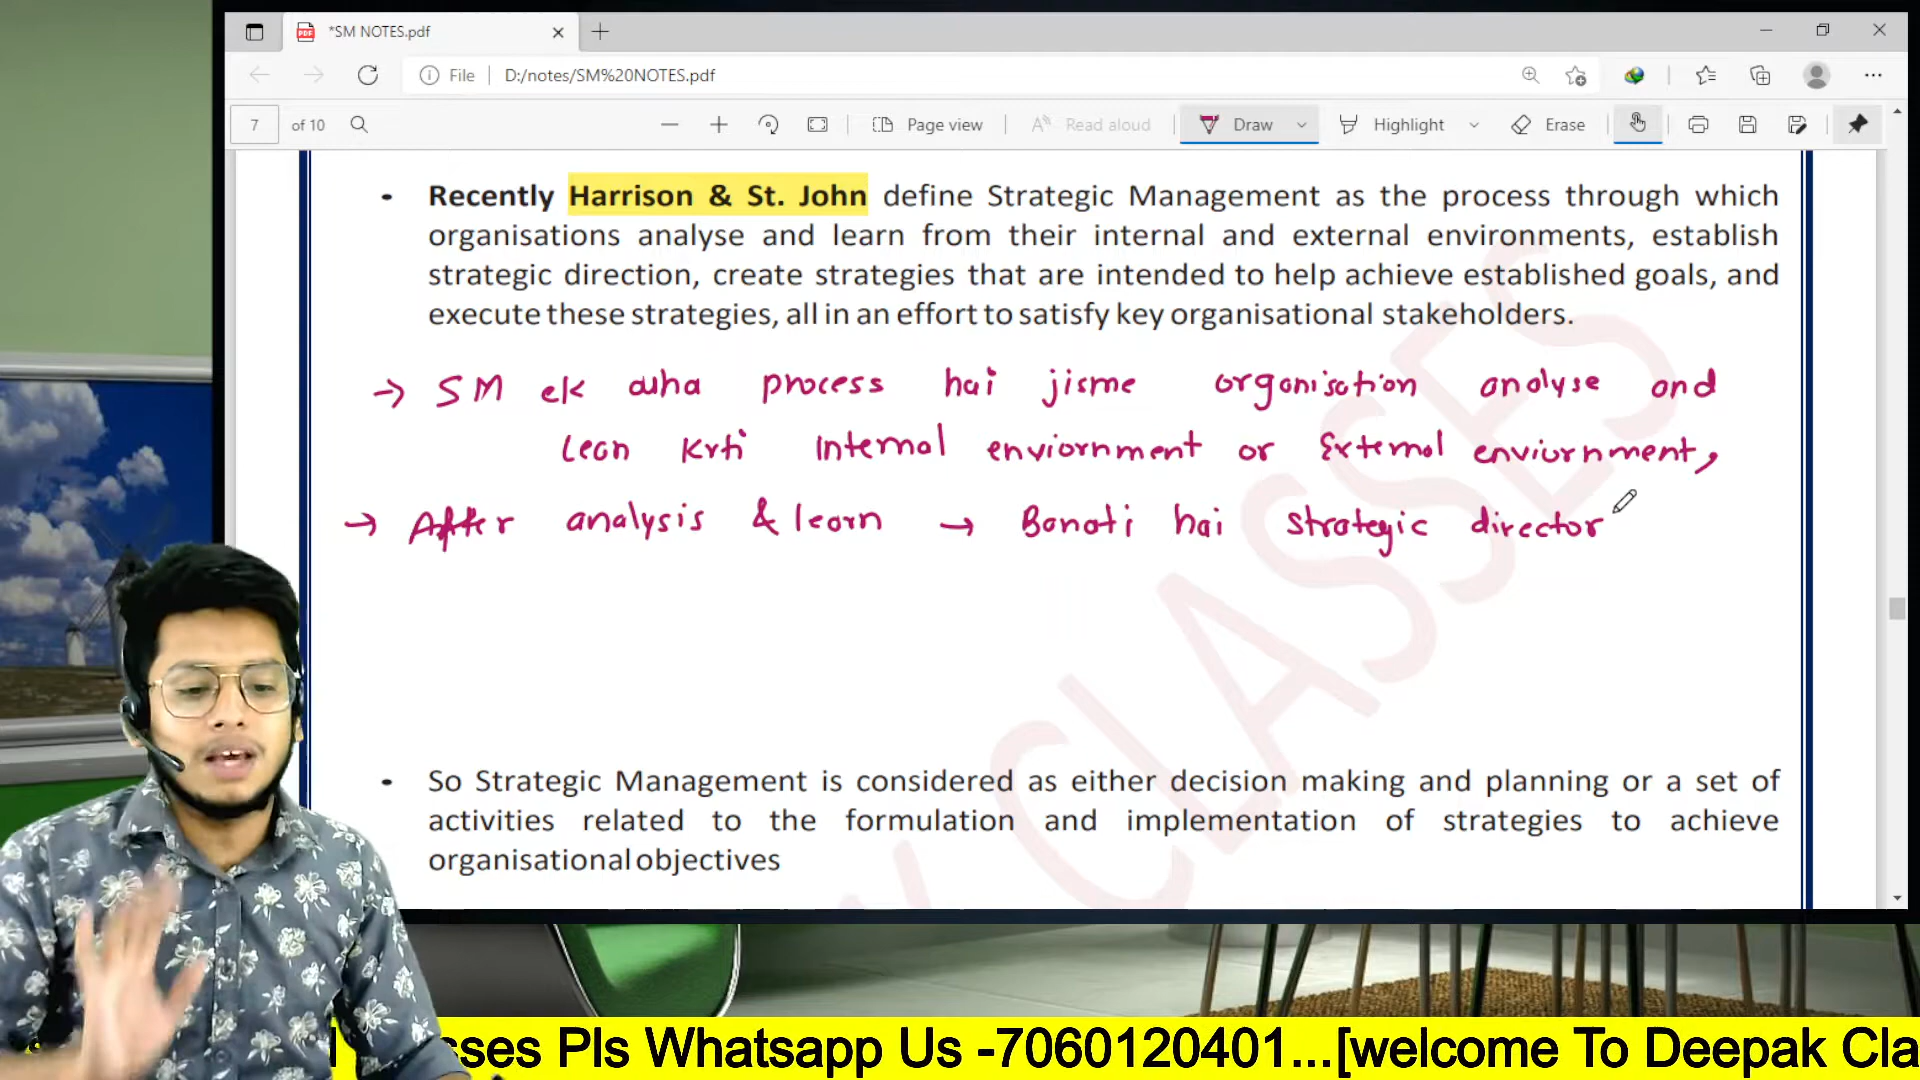 *SM NOTES.pdf
File D:/notes/SM%20NOTES.pdf
7 of 10 Page view Read aloud Draw Highlight Erase
• Recently Harrison & St. John define Strategic Management as the process through which
organisations analyse and learn from their internal and external environments, establish
strategic direction, create strategies that are intended to help achieve established goals, and
execute these strategies, all in an effort to satisfy key organisational stakeholders.
→ SM ek process hai jisme organisation analyse and
krti Internal enviornment or External enviornment,
→ After analysis & learn → Banati hai strategic director
• So Strategic Management is considered as either decision making and planning or a set of
activities related to the formulation and implementation of strategies to achieve
organisational objectives
CLASSES
sses Pls Whatsapp Us -7060120401...[welcome To Deepak Cla